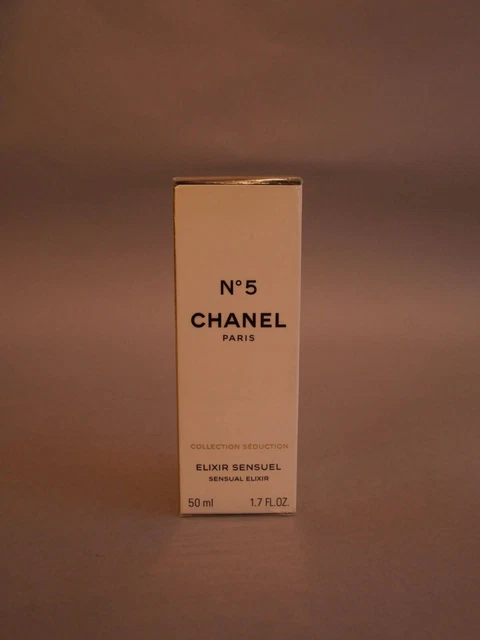 N°5
CHANEL
PARIS
COLLECTION SÉDUCTION
ELIXIR SENSUEL
SENSUAL ELIXIR
50 ml 1.7 FL.OZ.